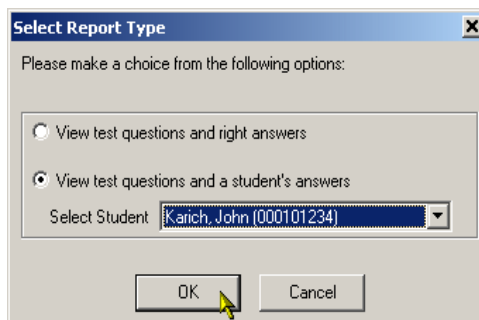 Select Report Type
Please make a choice from the following options:
View test questions and right answers
View test questions and a student's answers
Select Student Karich, John (000101234)
OK Cancel